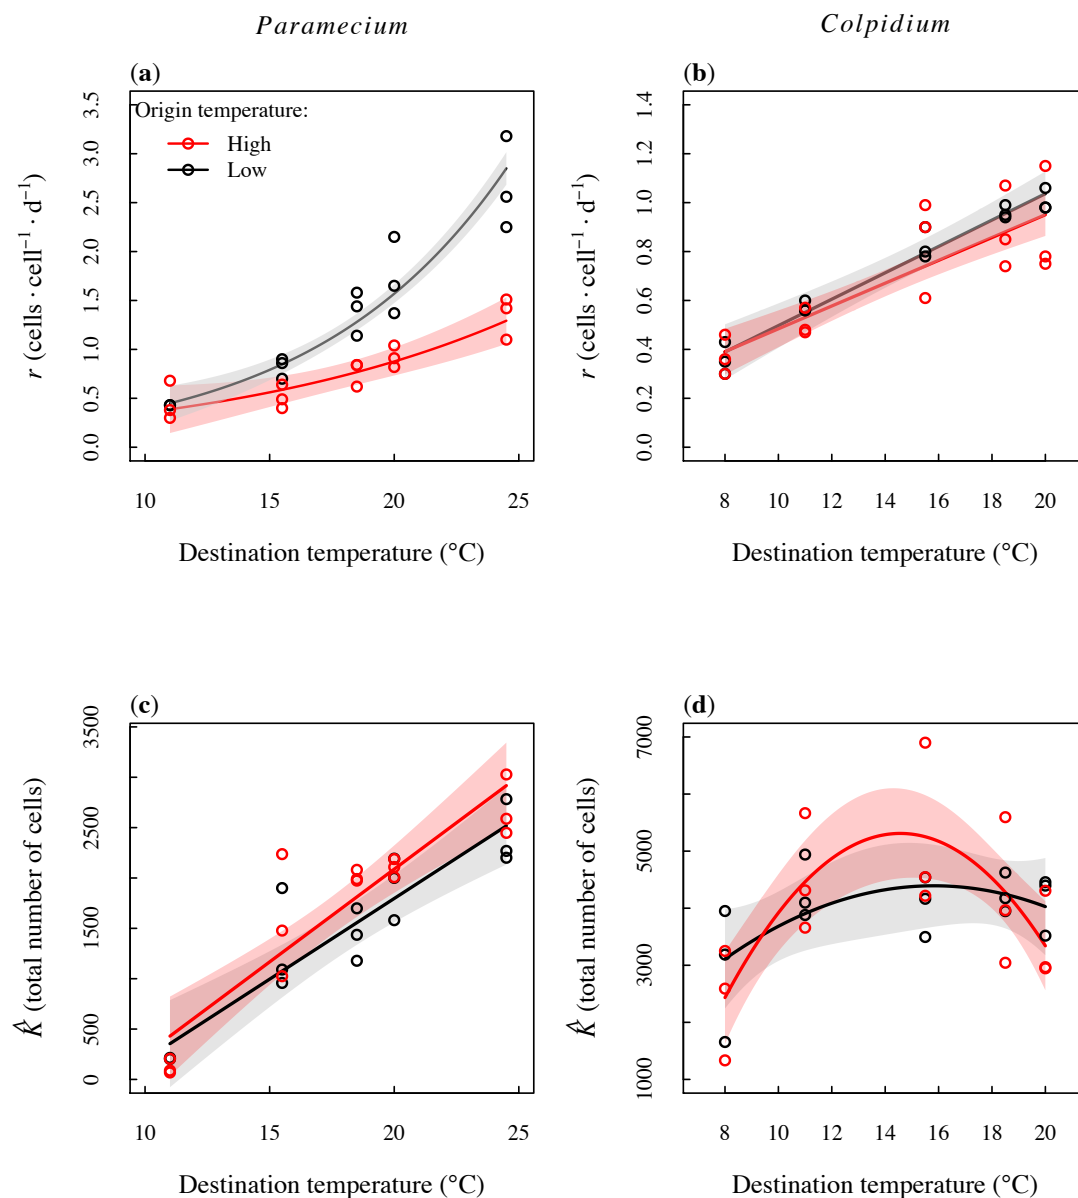 Paramecium
Colpidium
(a)
Origin temperature:
High
Low
r (cells · cell⁻¹ · d⁻¹)
0.0 0.5 1.0 1.5 2.0 2.5 3.0 3.5
10 15 20 25
Destination temperature (°C)
(b)
r (cells · cell⁻¹ · d⁻¹)
0.0 0.2 0.4 0.6 0.8 1.0 1.2 1.4
8 10 12 14 16 18 20
Destination temperature (°C)
(c)
K̂ (total number of cells)
0 500 1500 2500 3500
10 15 20 25
Destination temperature (°C)
(d)
K̂ (total number of cells)
1000 3000 5000 7000
8 10 12 14 16 18 20
Destination temperature (°C)